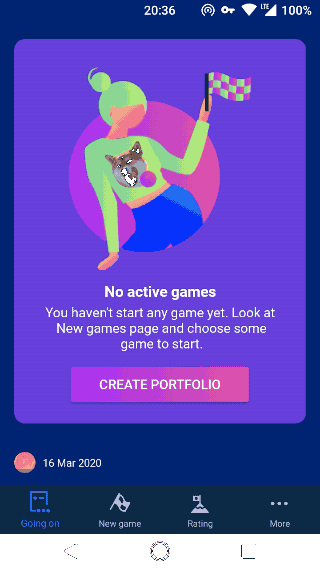 20:36 LTE 100%
No active games
You haven't start any game yet. Look at
New games page and choose some
game to start.
CREATE PORTFOLIO
16 Mar 2020
Going on New game Rating More